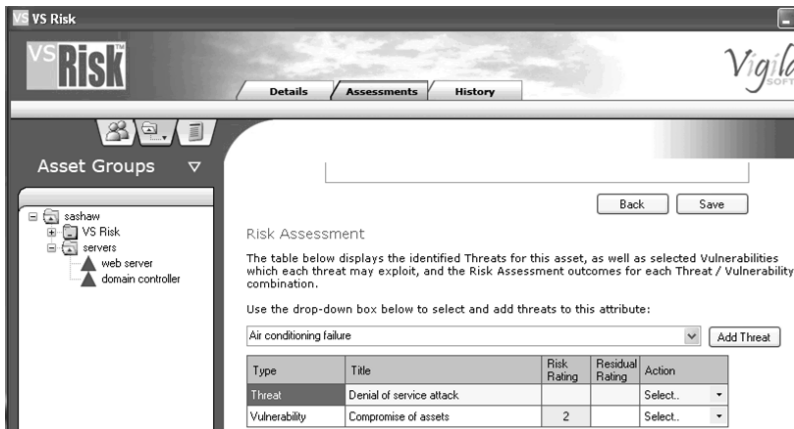 VS VS Risk
VS Risk™
Details Assessments History
Asset Groups
sashaw
VS Risk
servers
web server
domain controller
Back Save
Risk Assessment
The table below displays the identified Threats for this asset, as well as selected Vulnerabilities
which each threat may exploit, and the Risk Assessment outcomes for each Threat / Vulnerability
combination.
Use the drop-down box below to select and add threats to this attribute:
Air conditioning failure Add Threat
Type Title Risk Rating Residual Rating Action
Threat Denial of service attack Select..
Vulnerability Compromise of assets 2 Select..